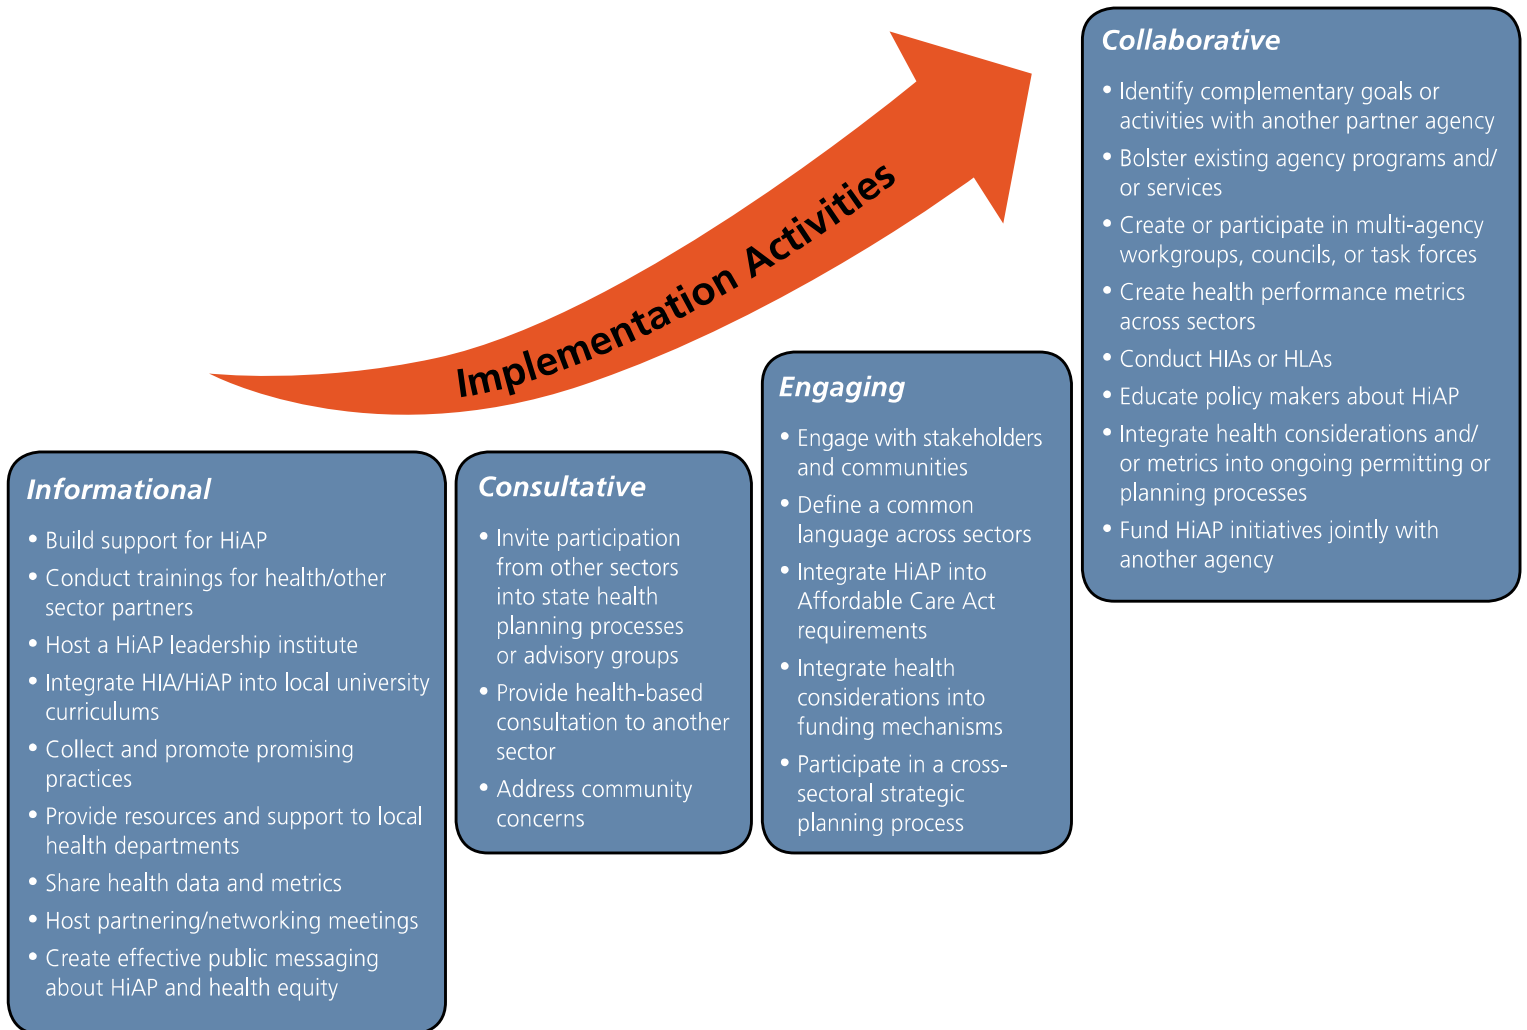 Implementation Activities
Informational
• Build support for HiAP
• Conduct trainings for health/other
sector partners
• Host a HiAP leadership institute
• Integrate HIA/HiAP into local university
curriculums
• Collect and promote promising
practices
• Provide resources and support to local
health departments
• Share health data and metrics
• Host partnering/networking meetings
• Create effective public messaging
about HiAP and health equity
Consultative
• Invite participation
from other sectors
into state health
planning processes
or advisory groups
• Provide health-based
consultation to another
sector
• Address community
concerns
Engaging
• Engage with stakeholders
and communities
• Define a common
language across sectors
• Integrate HiAP into
Affordable Care Act
requirements
• Integrate health
considerations into
funding mechanisms
• Participate in a cross-
sectoral strategic
planning process
Collaborative
• Identify complementary goals or
activities with another partner agency
• Bolster existing agency programs and/
or services
• Create or participate in multi-agency
workgroups, councils, or task forces
• Create health performance metrics
across sectors
• Conduct HIAs or HLAs
• Educate policy makers about HiAP
• Integrate health considerations and/
or metrics into ongoing permitting or
planning processes
• Fund HiAP initiatives jointly with
another agency